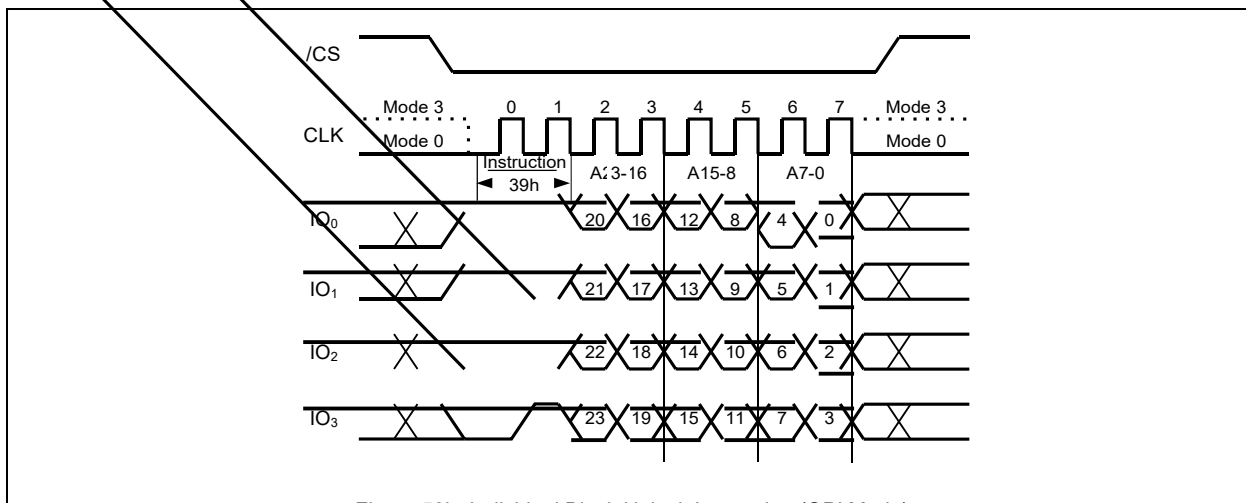 /CS
Mode 3 0 1 2 3 4 5 6 7 Mode 3
CLK
Mode 0 Mode 0
Instruction
39h
A23-16 A15-8 A7-0
IO0 20 16 12 8 4 0
IO1 21 17 13 9 5 1
IO2 22 18 14 10 6 2
IO3 23 19 15 11 7 3